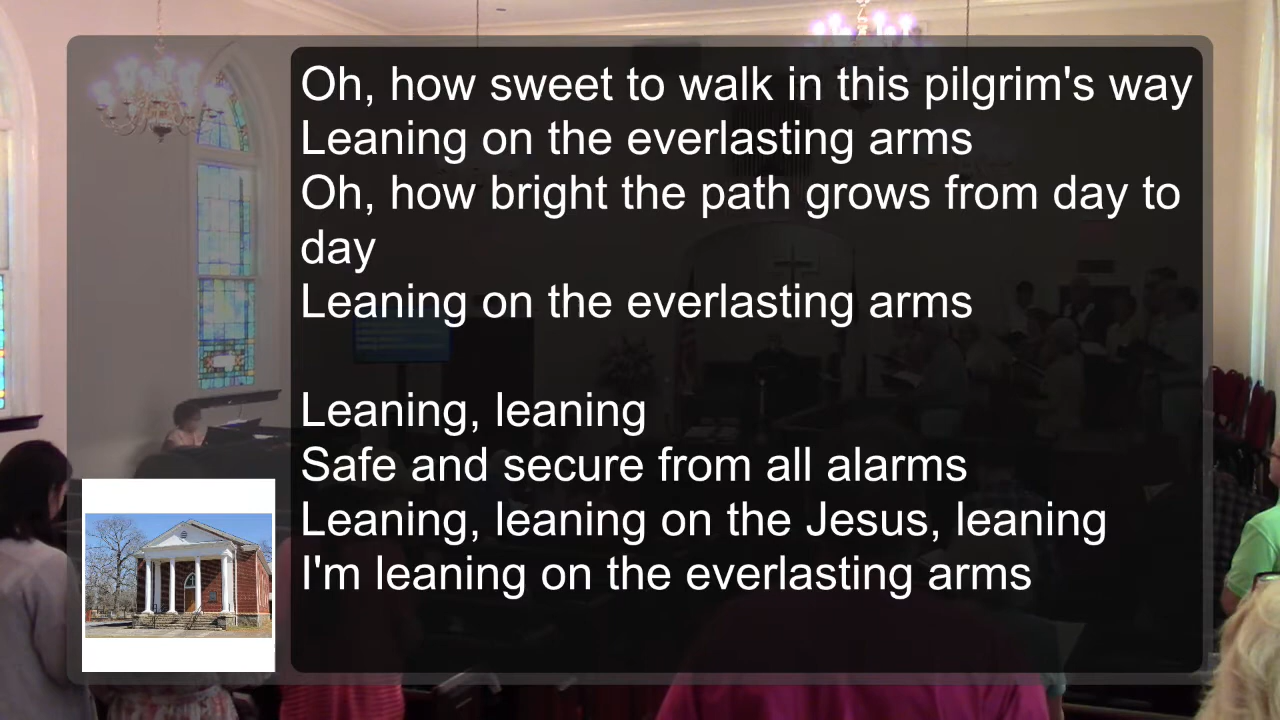 Oh, how sweet to walk in this pilgrim's way
Leaning on the everlasting arms
Oh, how bright the path grows from day to
day
Leaning on the everlasting arms
Leaning, leaning
Safe and secure from all alarms
Leaning, leaning on the Jesus, leaning
I'm leaning on the everlasting arms